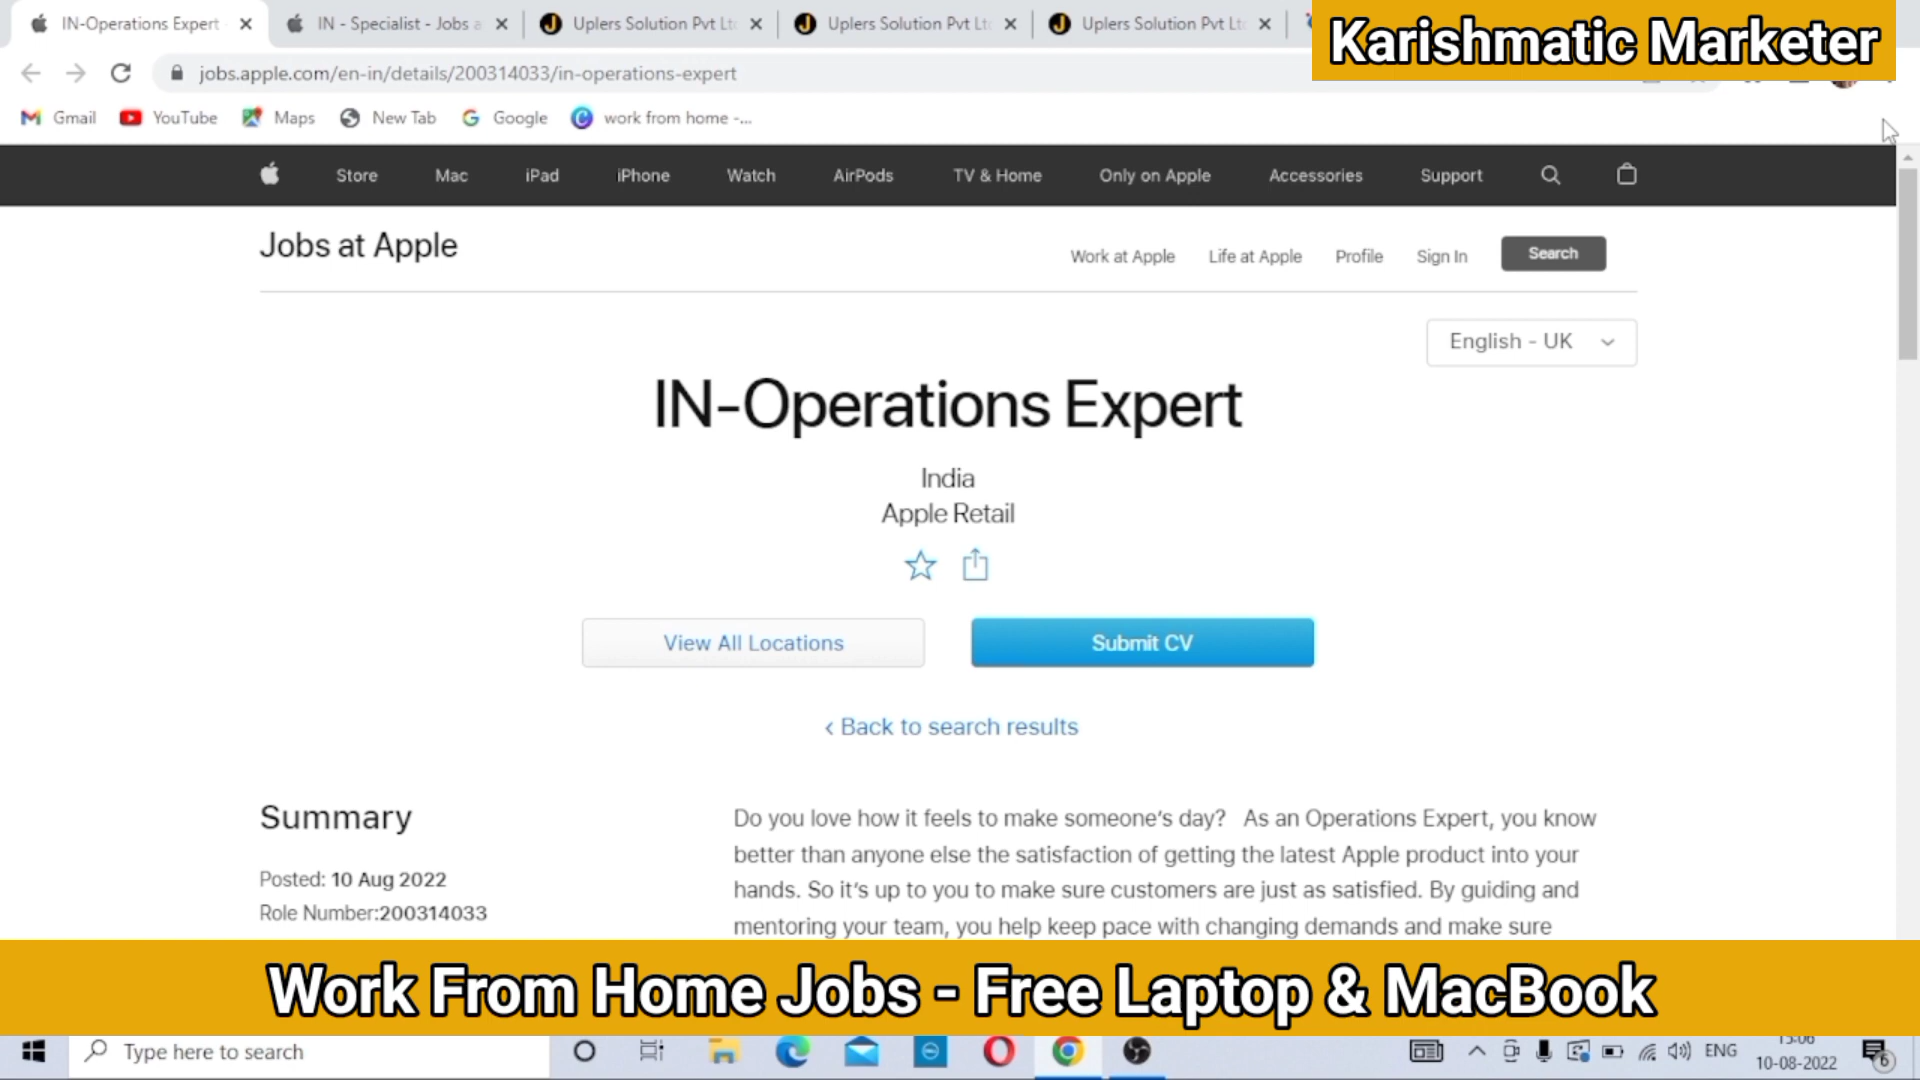 IN-Operations Expert
IN - Specialist - Jobs a
Uplers Solution Pvt Lt
Uplers Solution Pvt Lt
Uplers Solution Pvt Lt
Karishmatic Marketer
jobs.apple.com/en-in/details/200314033/in-operations-expert
Gmail YouTube Maps New Tab Google work from home -...
Store Mac iPad iPhone Watch AirPods TV & Home Only on Apple Accessories Support
Jobs at Apple
Work at Apple Life at Apple Profile Sign In Search
English - UK
IN-Operations Expert
India
Apple Retail
View All Locations Submit CV
‹ Back to search results
Summary
Posted: 10 Aug 2022
Role Number:200314033
Do you love how it feels to make someone's day? As an Operations Expert, you know
better than anyone else the satisfaction of getting the latest Apple product into your
hands. So it's up to you to make sure customers are just as satisfied. By guiding and
mentoring your team, you help keep pace with changing demands and make sure
Work From Home Jobs - Free Laptop & MacBook
Type here to search
ENG
15:06
10-08-2022
6